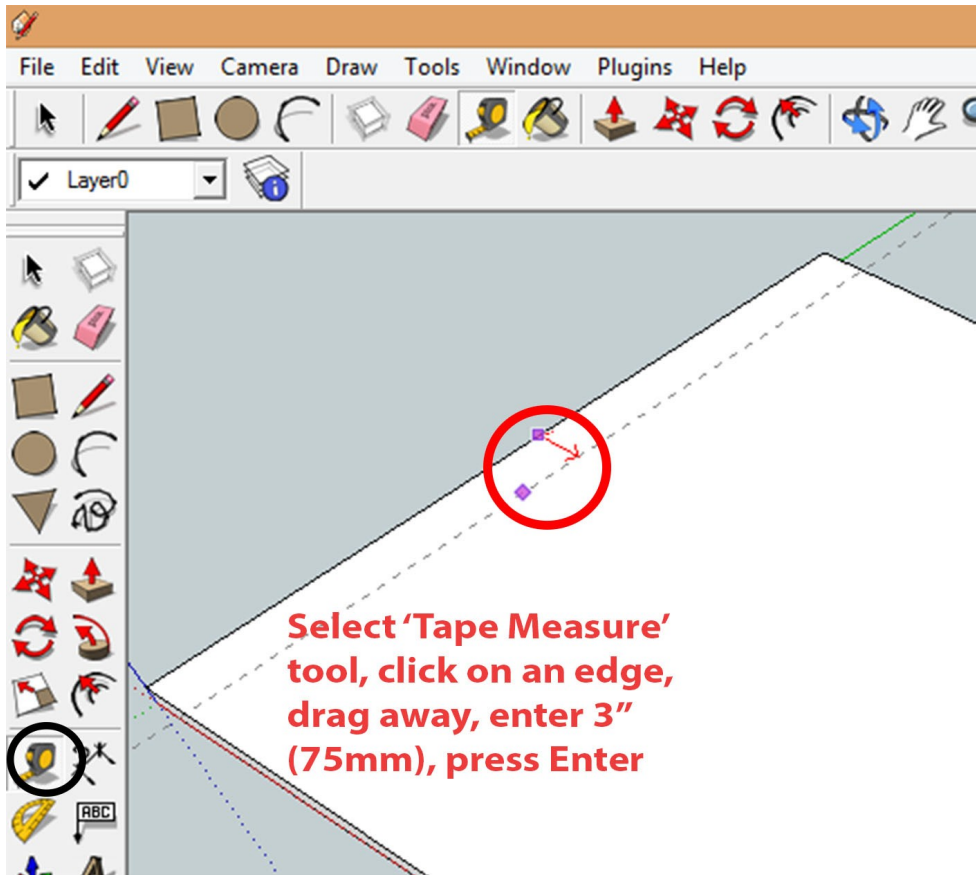 File Edit View Camera Draw Tools Window Plugins Help
Layer0
Select ‘Tape Measure’
tool, click on an edge,
drag away, enter 3”
(75mm), press Enter
ABC